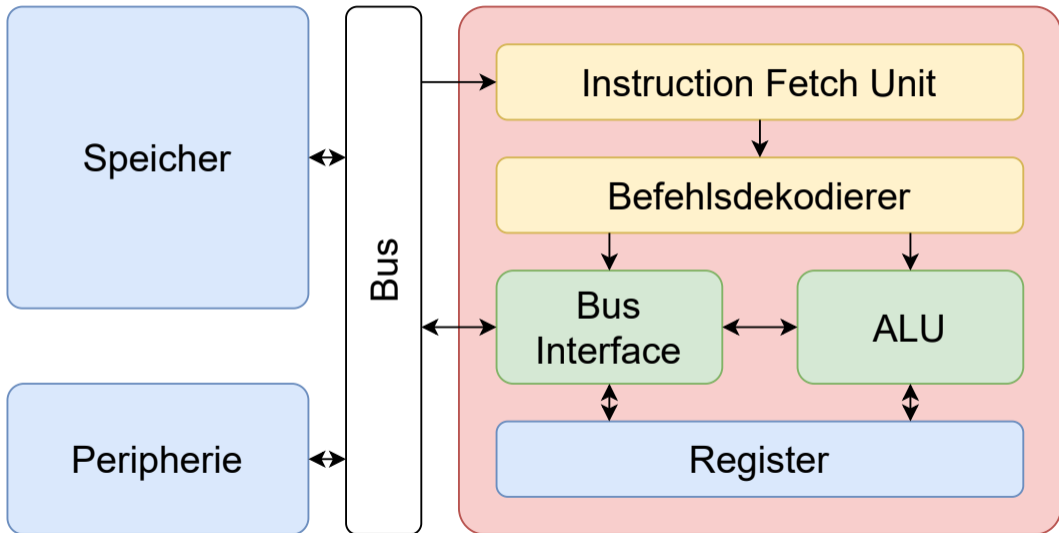 Speicher
Peripherie
Bus
Instruction Fetch Unit
Befehlsdekodierer
Bus
Interface
ALU
Register